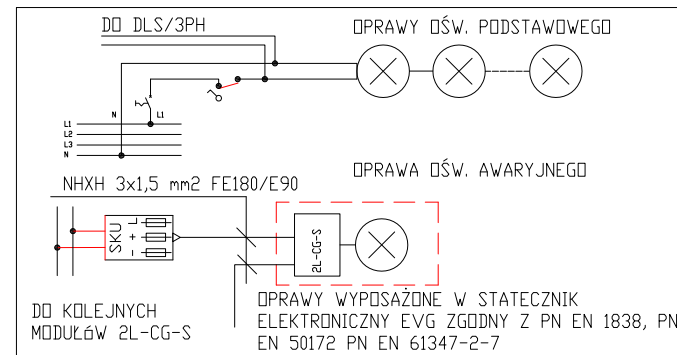 DO DLS/3PH
OPRAWY OŚW. PODSTAWOWEGO
N
L1
L1
L2
L3
N
OPRAWA OŚW. AWARYJNEGO
NHXH 3x1,5 mm2 FE180/E90
SKU
L
+
-
2L-CG-S
DO KOLEJNYCH
MODUŁÓW 2L-CG-S
OPRAWY WYPOSAŻONE W STATECZNIK
ELEKTRONICZNY EVG ZGODNY Z PN EN 1838, PN
EN 50172 PN EN 61347-2-7